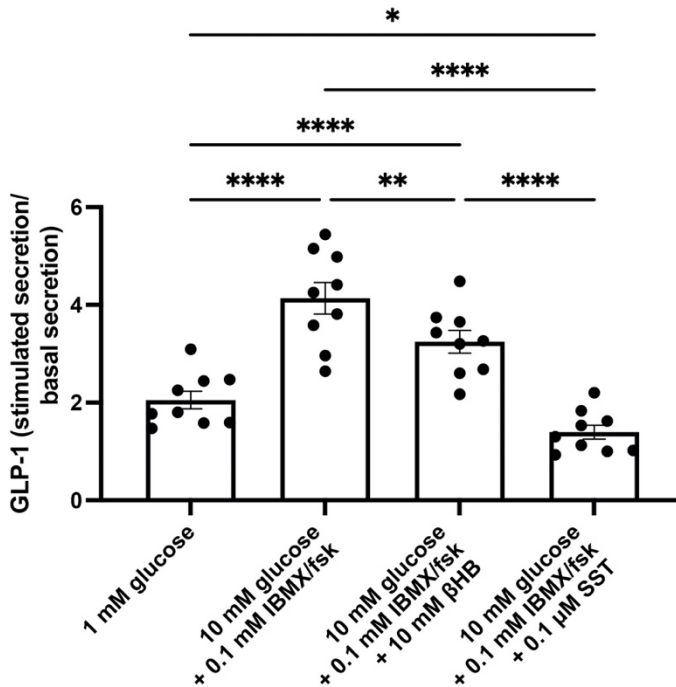 *
****
****
****
**
****
GLP-1 (stimulated secretion/
basal secretion)
6
4
2
0
1 mM glucose
10 mM glucose
+ 0.1 mM IBMX/fsk
10 mM glucose
+ 0.1 mM IBMX/fsk
+ 10 mM βHB
10 mM glucose
+ 0.1 mM IBMX/fsk
+ 0.1 μM SST